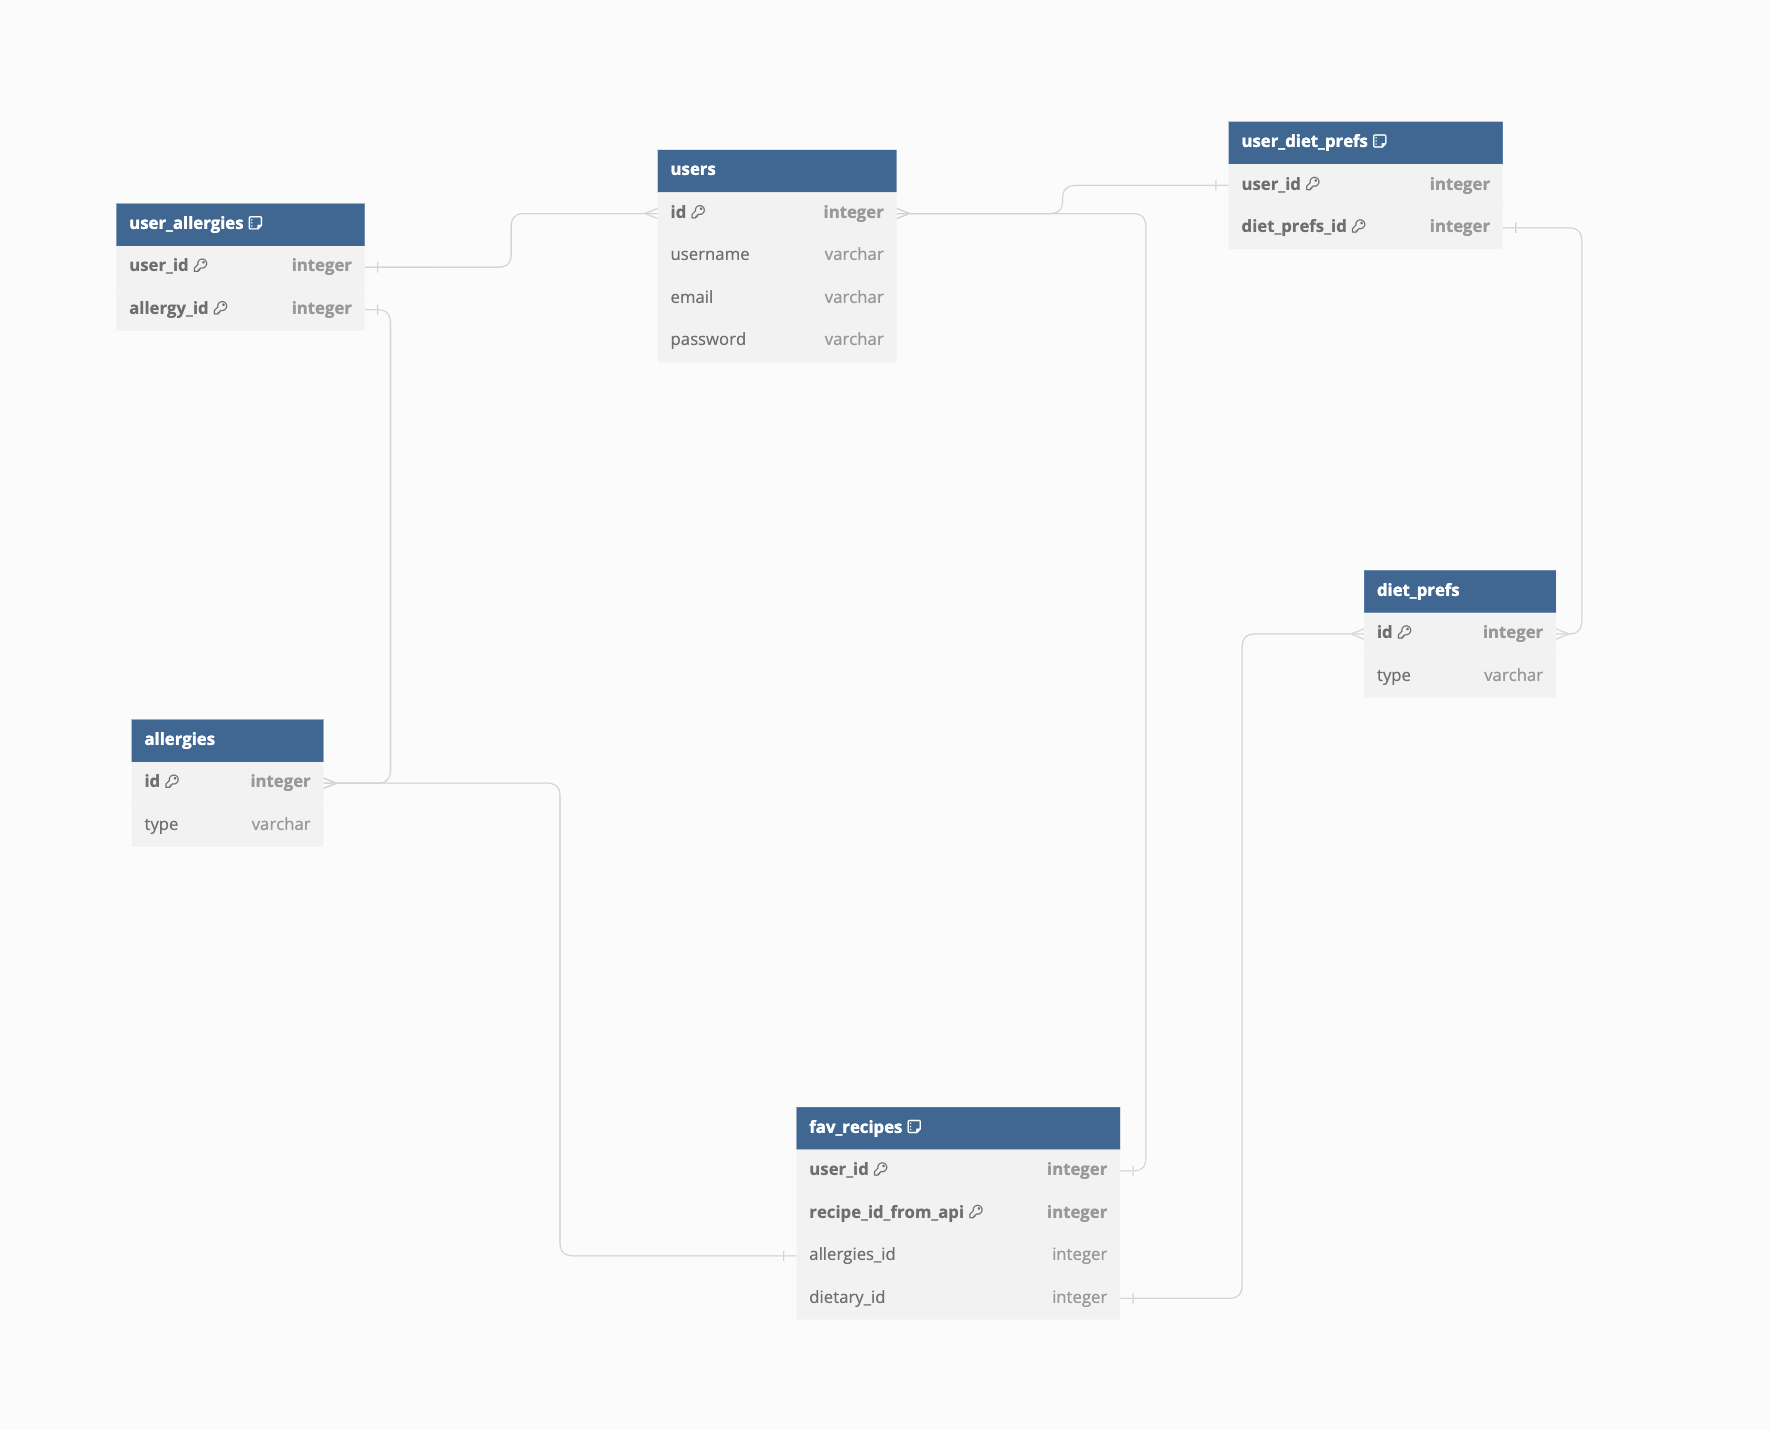 user_allergies
user_id integer
allergy_id integer
users
id integer
username varchar
email varchar
password varchar
user_diet_prefs
user_id integer
diet_prefs_id integer
diet_prefs
id integer
type varchar
allergies
id integer
type varchar
fav_recipes
user_id integer
recipe_id_from_api integer
allergies_id integer
dietary_id integer